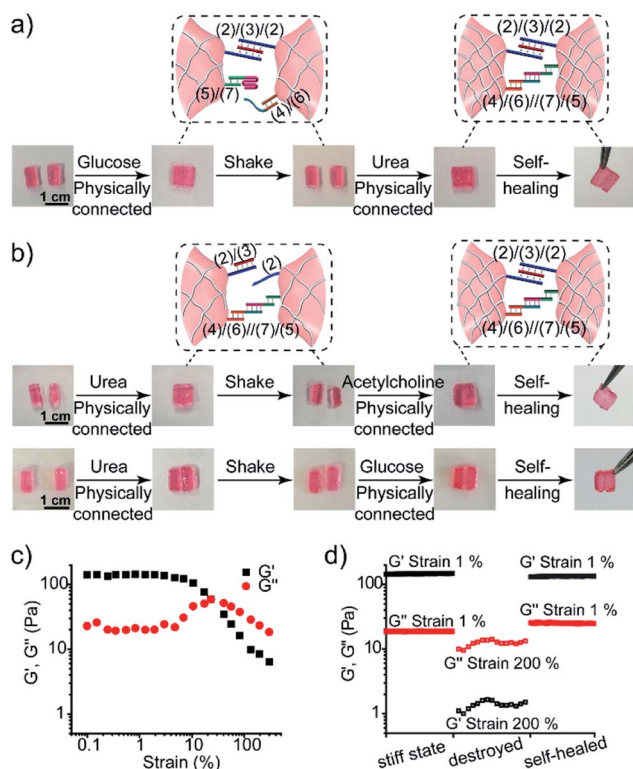 a)
(2)/(3)/(2)
(5)/(7)
(4)/(6)
(2)/(3)/(2)
(4)/(6)//(7)/(5)
Glucose
Physically connected
Shake
Urea
Physically connected
Self-healing
1 cm
b)
(2)/(3)
(2)
(4)/(6)//(7)/(5)
(2)/(3)/(2)
(4)/(6)//(7)/(5)
Urea
Physically connected
Shake
Acetylcholine
Physically connected
Self-healing
1 cm
Urea
Physically connected
Shake
Glucose
Physically connected
Self-healing
1 cm
c)
G', G'' (Pa)
100
10
1
G'
G''
0.1
1
10
100
Strain (%)
d)
G', G'' (Pa)
100
10
1
G' Strain 1 %
G'' Strain 1 %
G'' Strain 200 %
G' Strain 200 %
G' Strain 1 %
G'' Strain 1 %
stiff state
destroyed
self-healed